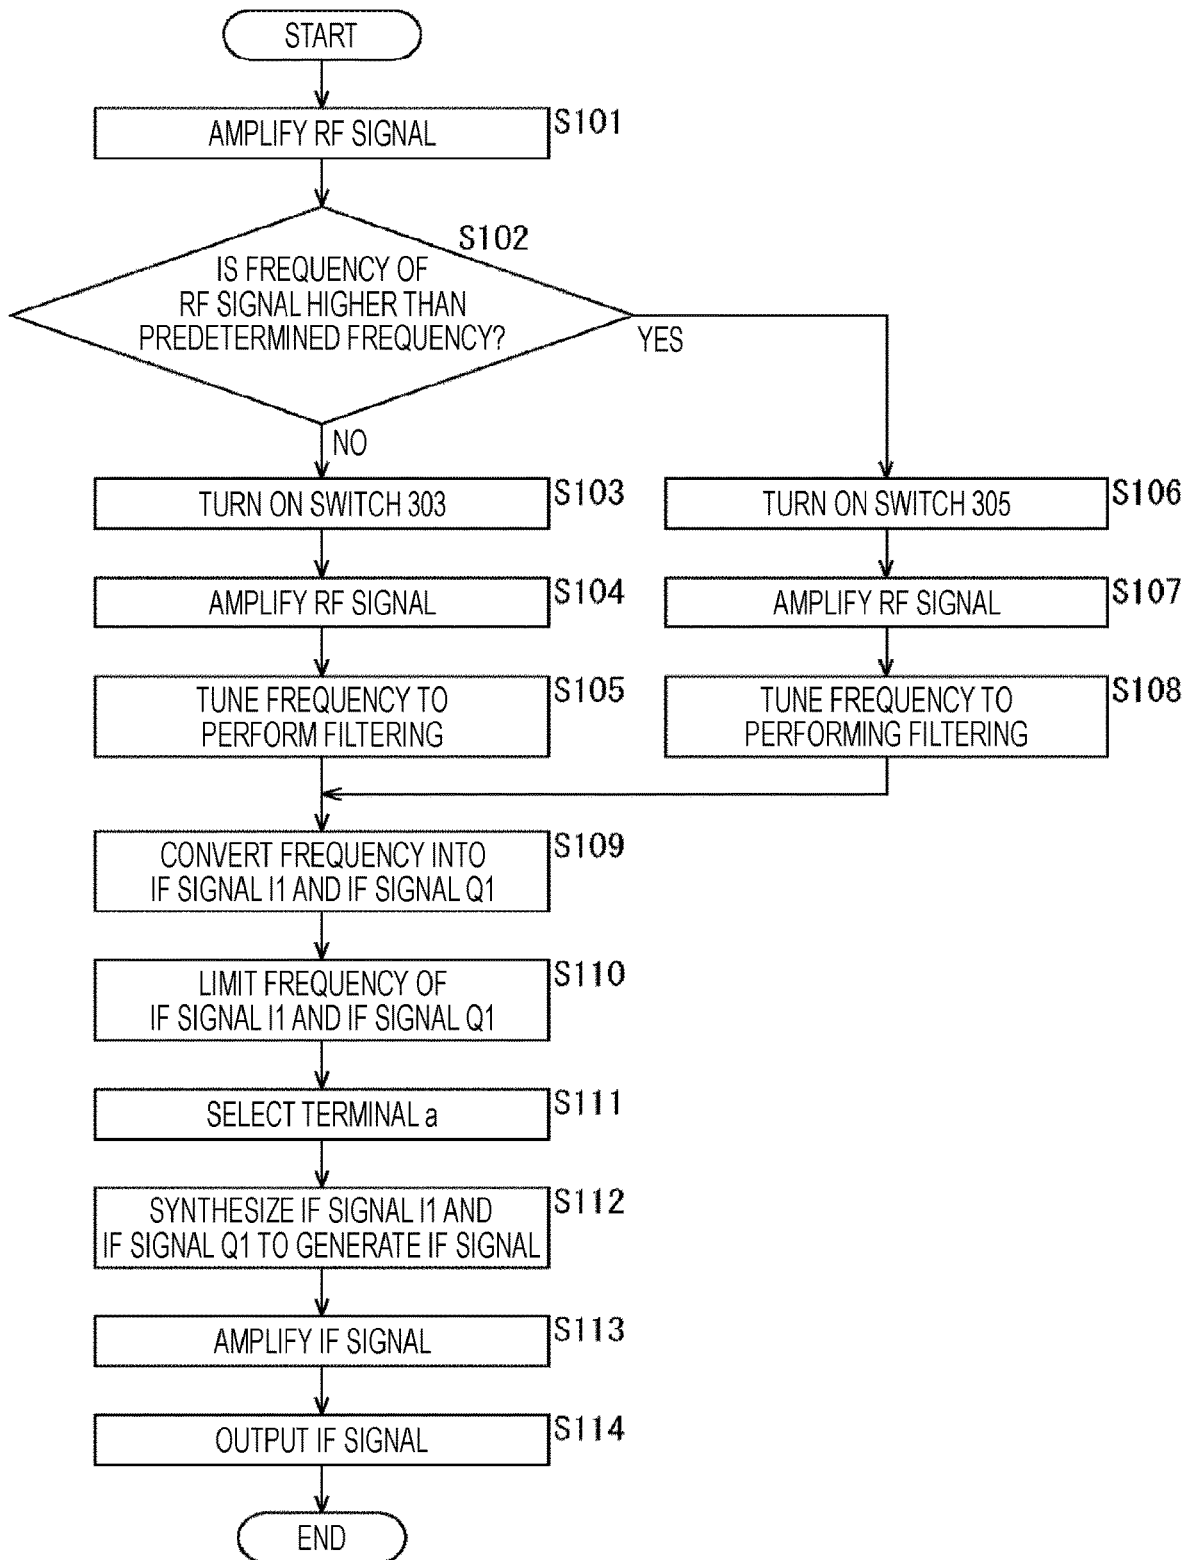 START
AMPLIFY RF SIGNAL
S101
S102
IS FREQUENCY OF
RF SIGNAL HIGHER THAN
PREDETERMINED FREQUENCY?
YES
NO
TURN ON SWITCH 303
S103
TURN ON SWITCH 305
S106
AMPLIFY RF SIGNAL
S104
AMPLIFY RF SIGNAL
S107
TUNE FREQUENCY TO
PERFORM FILTERING
S105
TUNE FREQUENCY TO
PERFORMING FILTERING
S108
CONVERT FREQUENCY INTO
IF SIGNAL I1 AND IF SIGNAL Q1
S109
LIMIT FREQUENCY OF
IF SIGNAL I1 AND IF SIGNAL Q1
S110
SELECT TERMINAL a
S111
SYNTHESIZE IF SIGNAL I1 AND
IF SIGNAL Q1 TO GENERATE IF SIGNAL
S112
AMPLIFY IF SIGNAL
S113
OUTPUT IF SIGNAL
S114
END